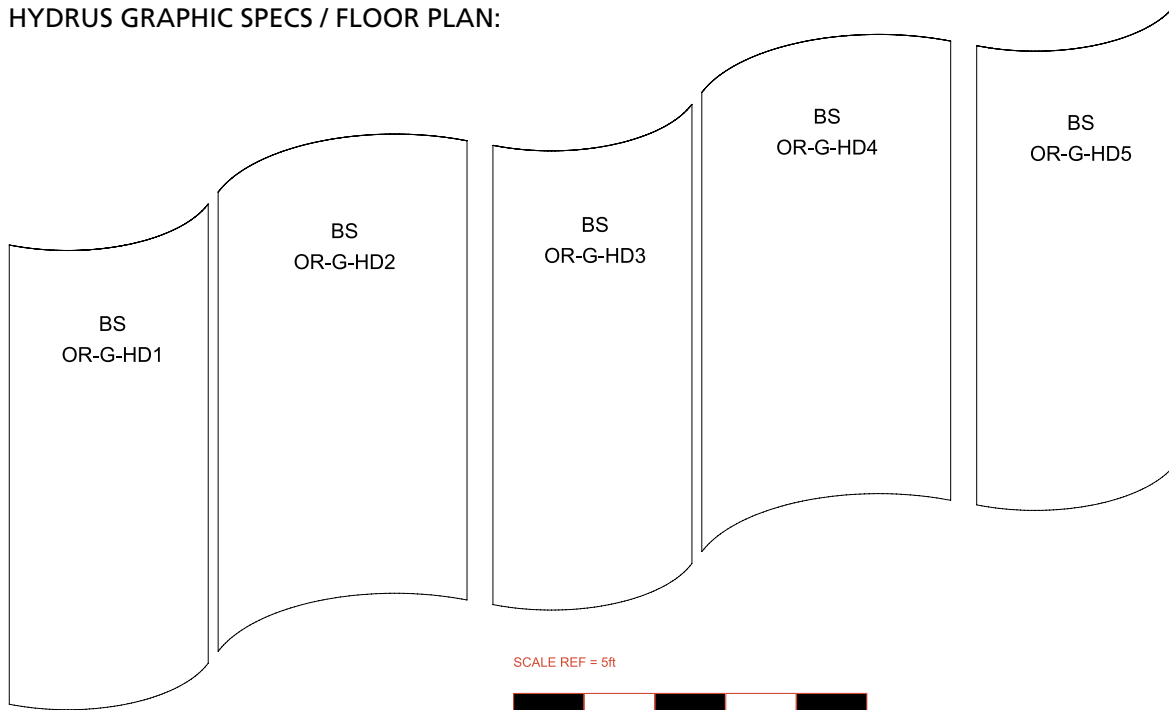 HYDRUS GRAPHIC SPECS / FLOOR PLAN:
BS
OR-G-HD1
BS
OR-G-HD2
BS
OR-G-HD3
BS
OR-G-HD4
BS
OR-G-HD5
SCALE REF = 5ft